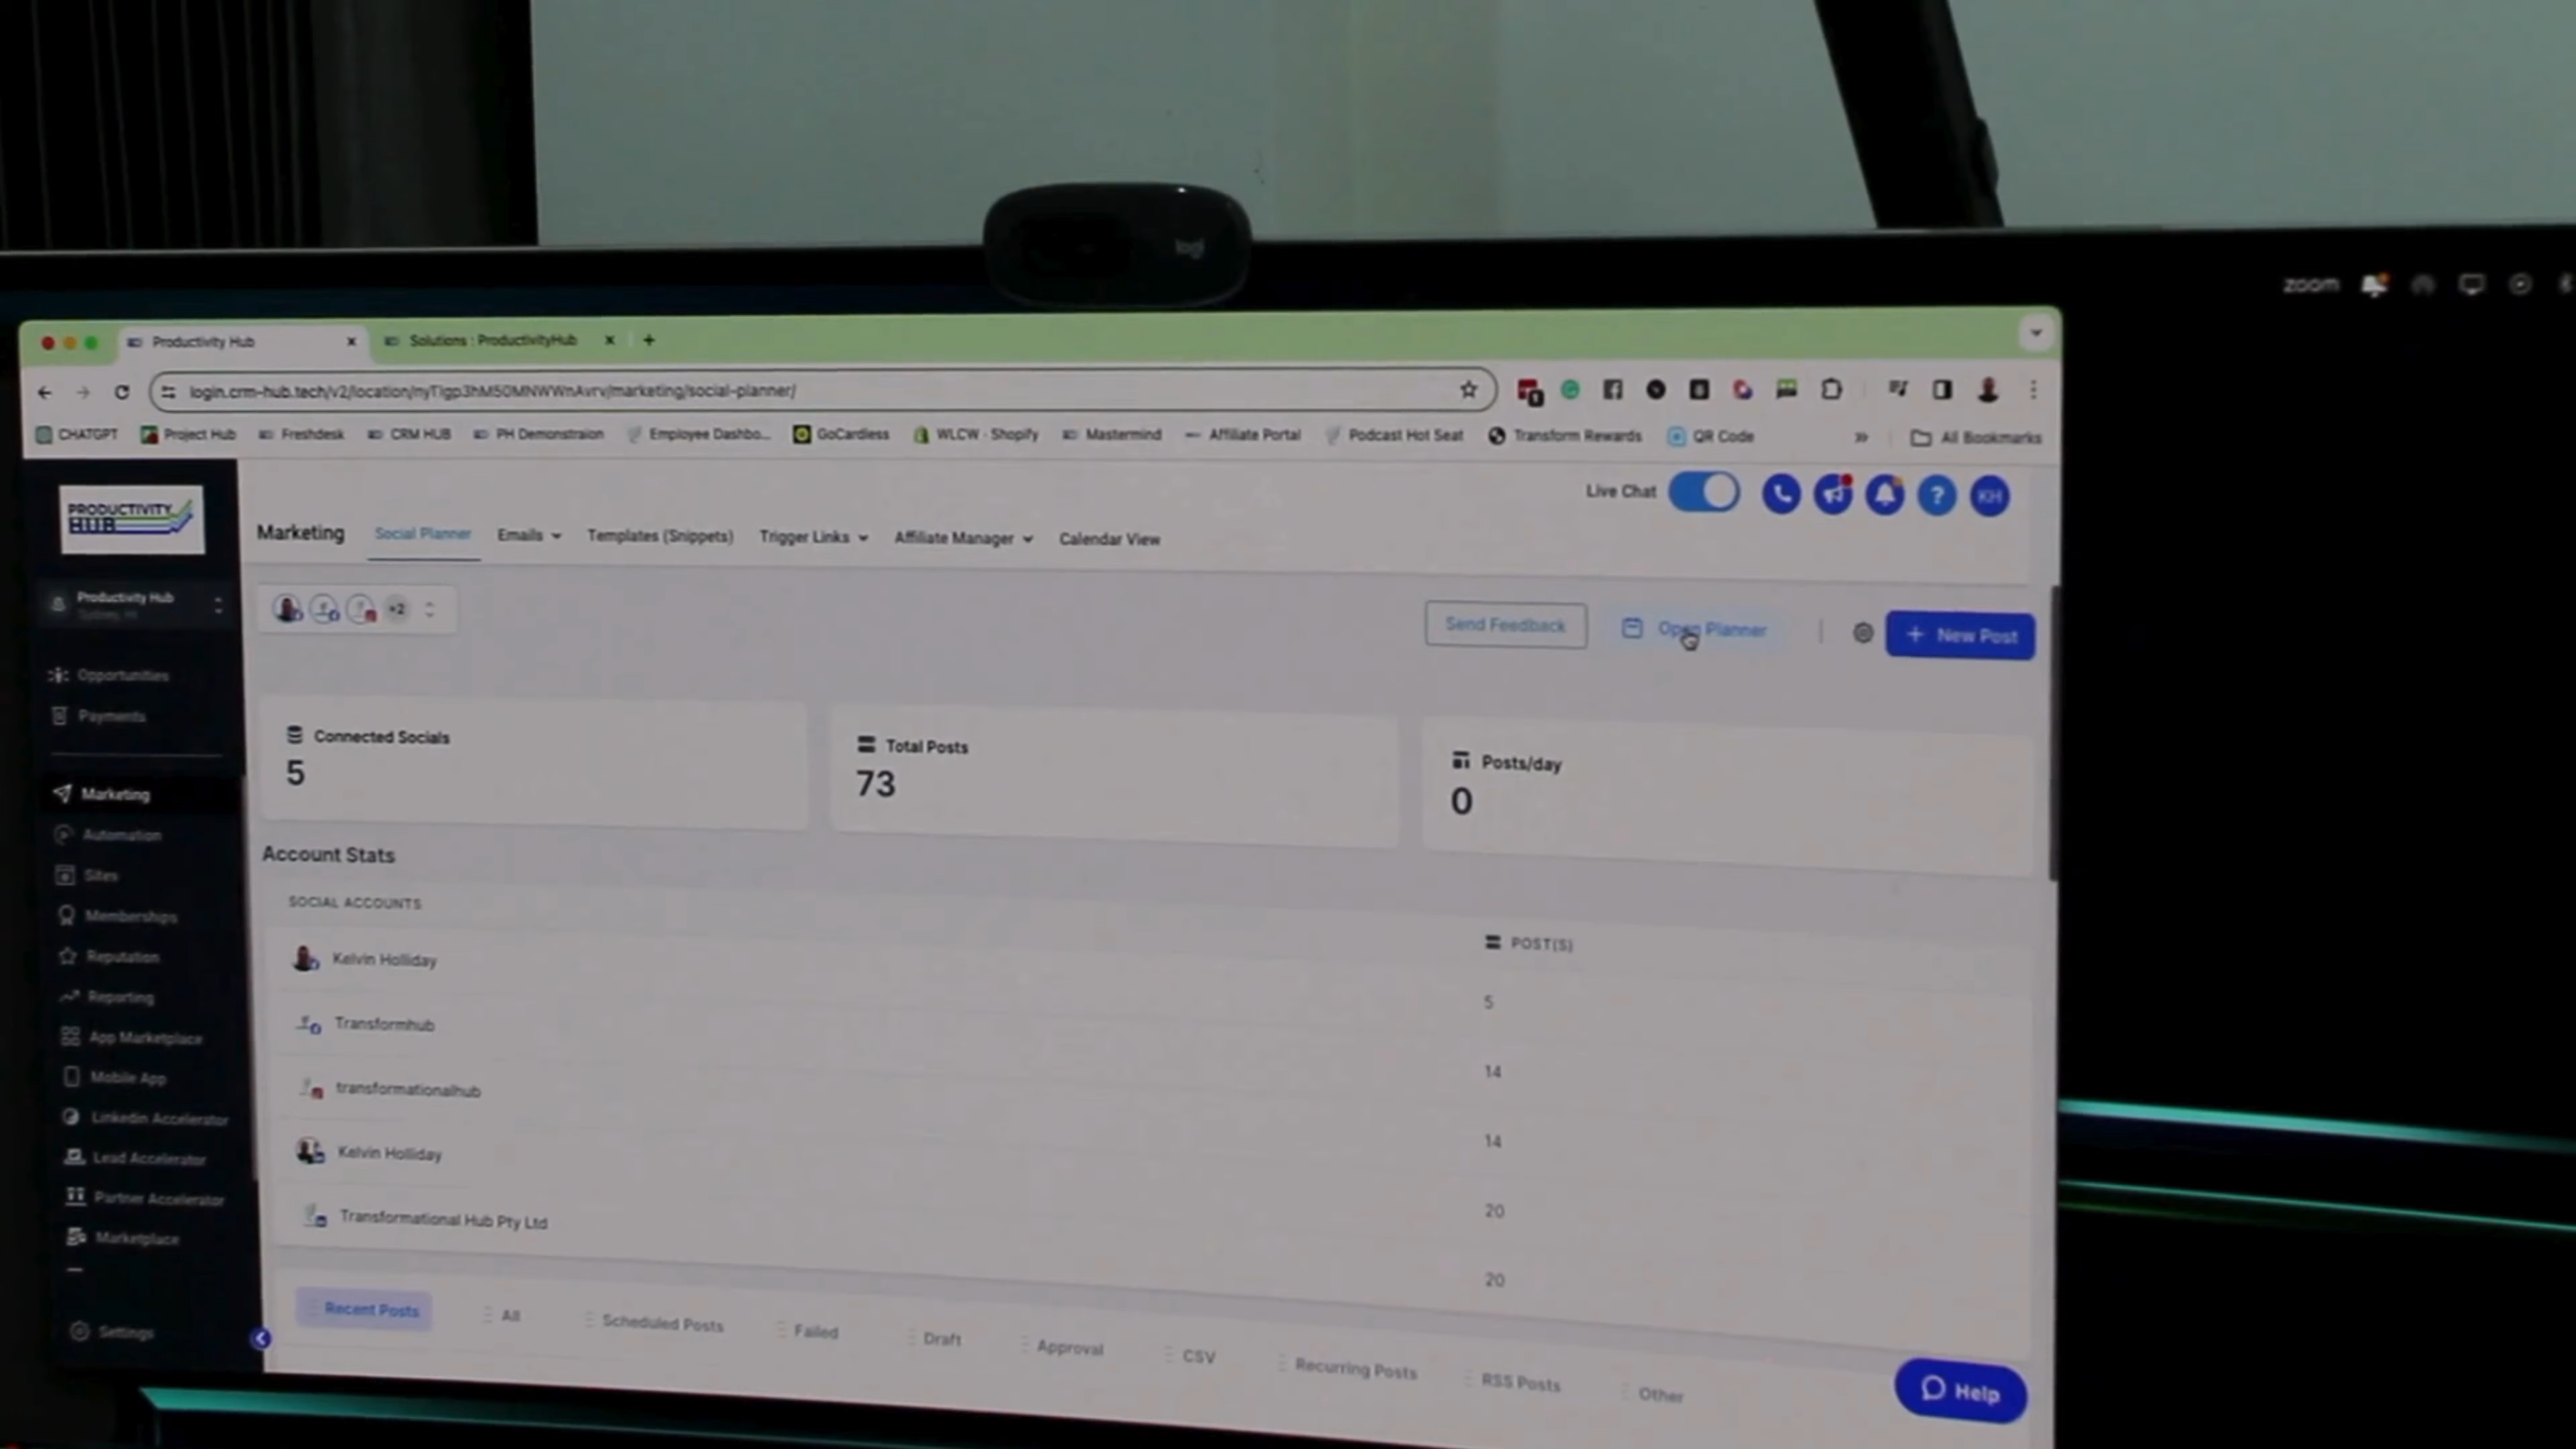 logi
zoom
Productivity Hub
Solutions : ProductivityHub
login.crm-hub.tech/v2/location/nyTlgp3hM50MNWWnAvrv/marketing/social-planner/
CHATGPT Project Hub Freshdesk CRM HUB PH Demonstraion Employee Dashbo... GoCardless WLCW - Shopify Mastermind Affiliate Portal Podcast Hot Seat Transform Rewards QR Code » All Bookmarks
PRODUCTIVITY
HUB
Live Chat ? KH
Marketing Social Planner Emails Templates (Snippets) Trigger Links Affiliate Manager Calendar View
Productivity Hub
+2
Send Feedback Open Planner + New Post
Opportunities
Payments
Marketing
Automation
Sites
Memberships
Reputation
Reporting
App Marketplace
Mobile App
Linkedin Accelerator
Lead Accelerator
Partner Accelerator
Marketplace
Settings
Connected Socials
5
Total Posts
73
Posts/day
0
Account Stats
SOCIAL ACCOUNTS
POST(S)
Kelvin Holliday
5
Transformhub
14
transformationalhub
14
Kelvin Holliday
20
Transformational Hub Pty Ltd
20
Recent Posts All Scheduled Posts Failed Draft Approval CSV Recurring Posts RSS Posts Other
Help